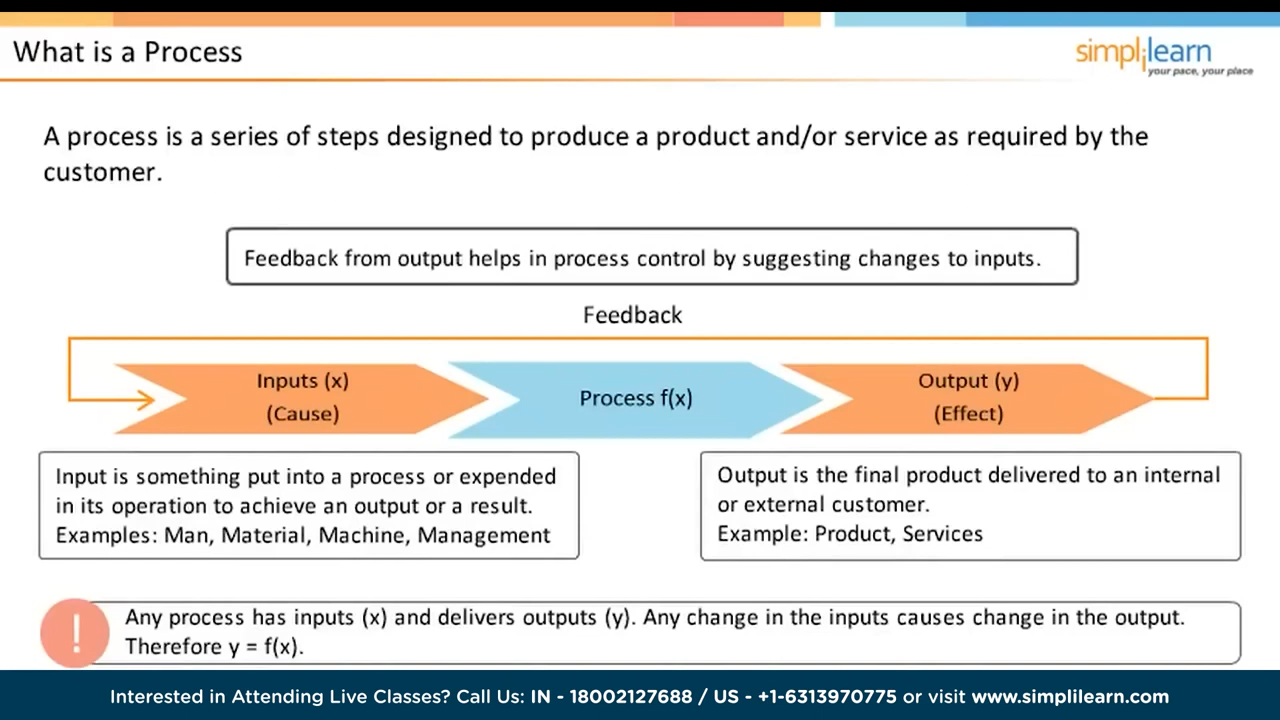 What is a Process
simplilearn
your pace, your place
A process is a series of steps designed to produce a product and/or service as required by the
customer.
Feedback from output helps in process control by suggesting changes to inputs.
Feedback
Inputs (x)
(Cause)
Process f(x)
Output (y)
(Effect)
Input is something put into a process or expended
in its operation to achieve an output or a result.
Examples: Man, Material, Machine, Management
Output is the final product delivered to an internal
or external customer.
Example: Product, Services
!
Any process has inputs (x) and delivers outputs (y). Any change in the inputs causes change in the output.
Therefore y = f(x).
Interested in Attending Live Classes? Call Us: IN - 18002127688 / US - +1-6313970775 or visit www.simplilearn.com